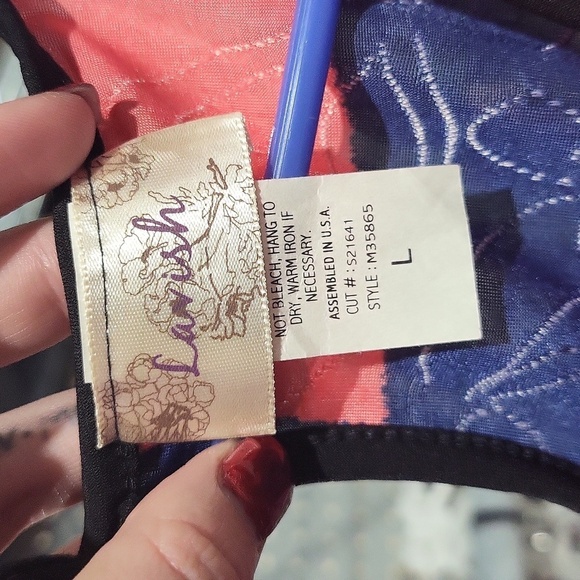 Lavish
NOT BLEACH, HANG TO
DRY, WARM IRON IF
NECESSARY.
ASSEMBLED IN U.S.A.
CUT # : S21641
STYLE : M35865
L